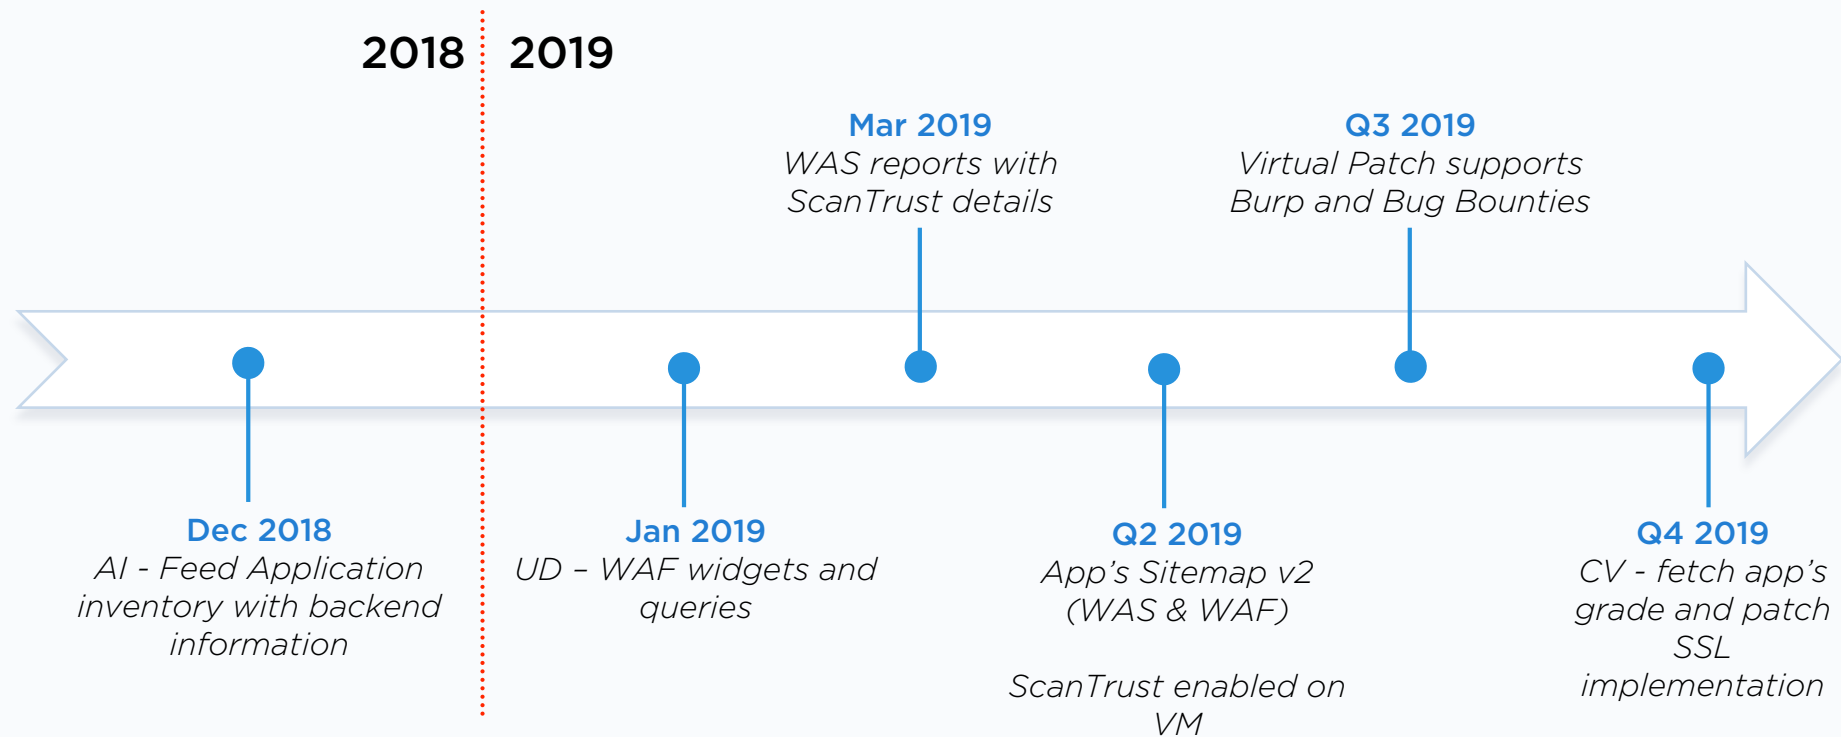 2018
2019
Mar 2019
WAS reports with
ScanTrust details
Q3 2019
Virtual Patch supports
Burp and Bug Bounties
Dec 2018
AI - Feed Application
inventory with backend
information
Jan 2019
UD – WAF widgets and
queries
Q2 2019
App’s Sitemap v2
(WAS & WAF)
ScanTrust enabled on
VM
Q4 2019
CV - fetch app’s
grade and patch
SSL
implementation